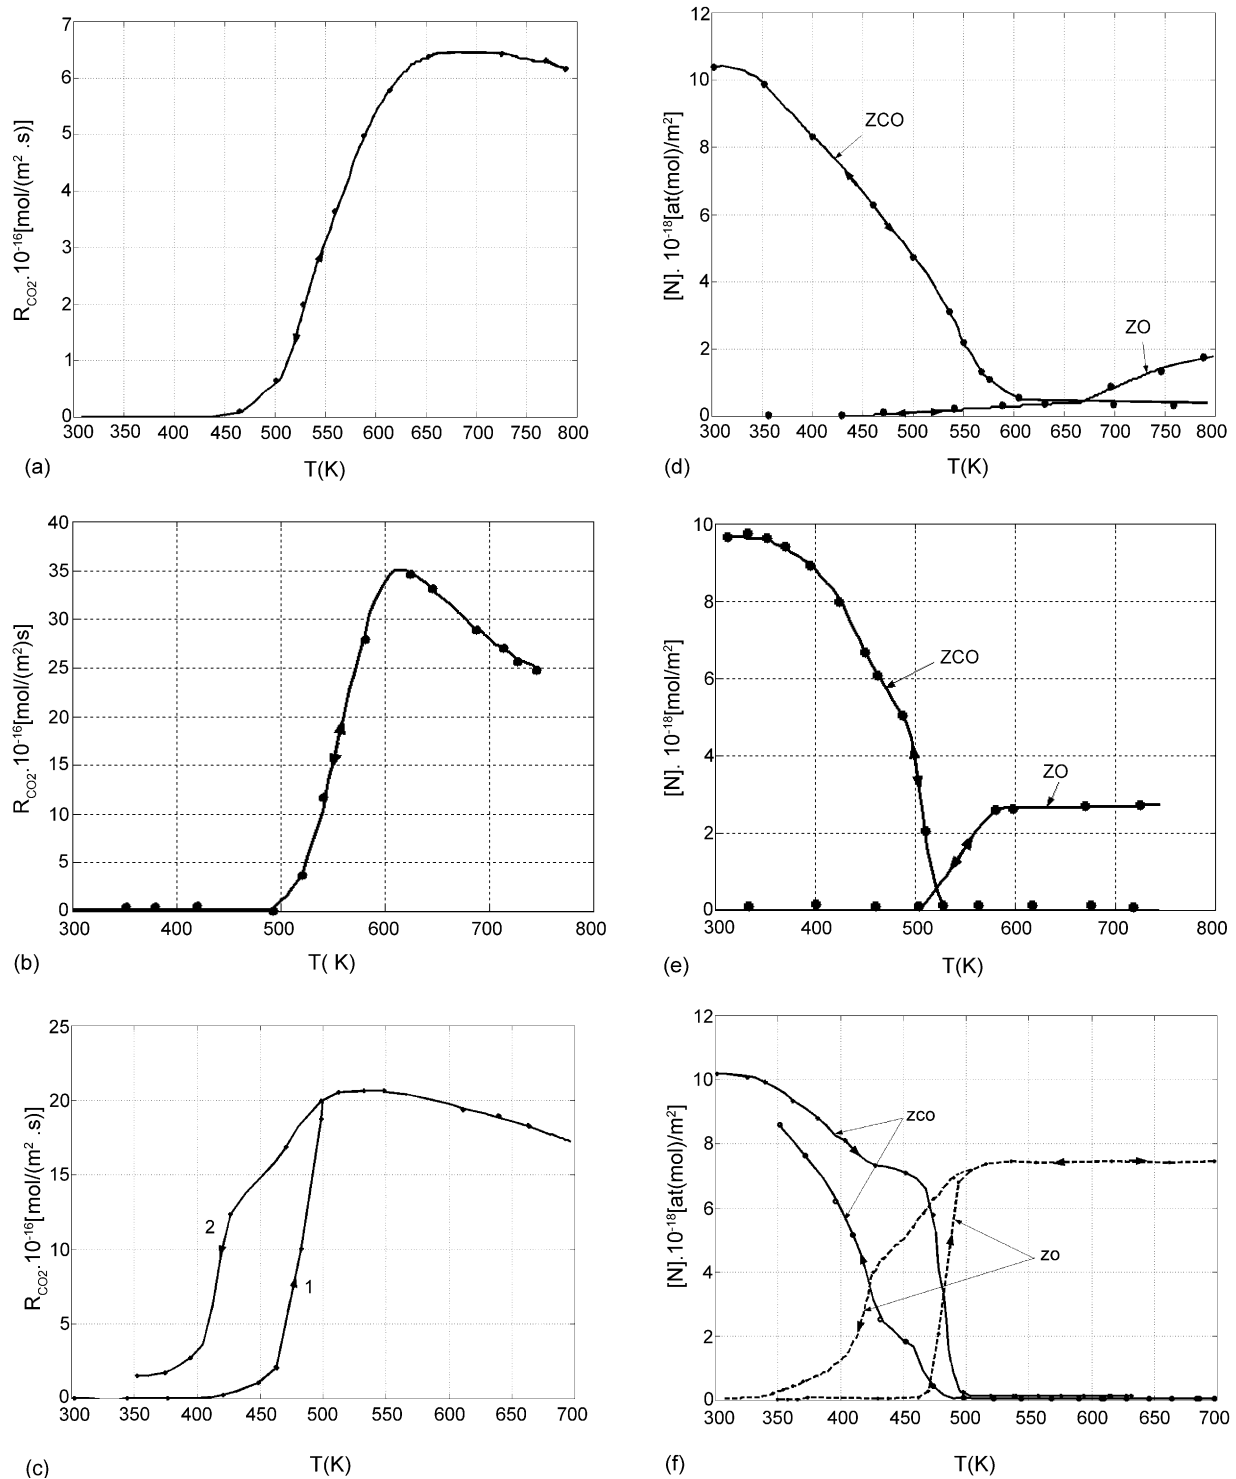 7
6
5
4
3
2
1
0
R_CO2.10^-16[mol/(m^2 .s)]
300 350 400 450 500 550 600 650 700 750 800
(a)
T(K)
12
10
8
6
4
2
0
[N]. 10^-18[at(mol)/m^2]
ZCO
ZO
300 350 400 450 500 550 600 650 700 750 800
(d)
T(K)
40
35
30
25
20
15
10
5
0
R_CO2.10^-16[mol/(m^2)s]
300 400 500 600 700 800
(b)
T( K)
10
8
6
4
2
0
[N]. 10^-18[mol/m^2]
ZCO
ZO
300 400 500 600 700 800
(e)
T(K)
25
20
15
10
5
0
R_CO2.10^-16[mol/(m^2 .s)]
2
1
300 350 400 450 500 550 600 650 700
(c)
T(K)
12
10
8
6
4
2
0
[N].10^-18[at(mol)/m^2]
zco
zo
300 350 400 450 500 550 600 650 700
(f)
T(K)